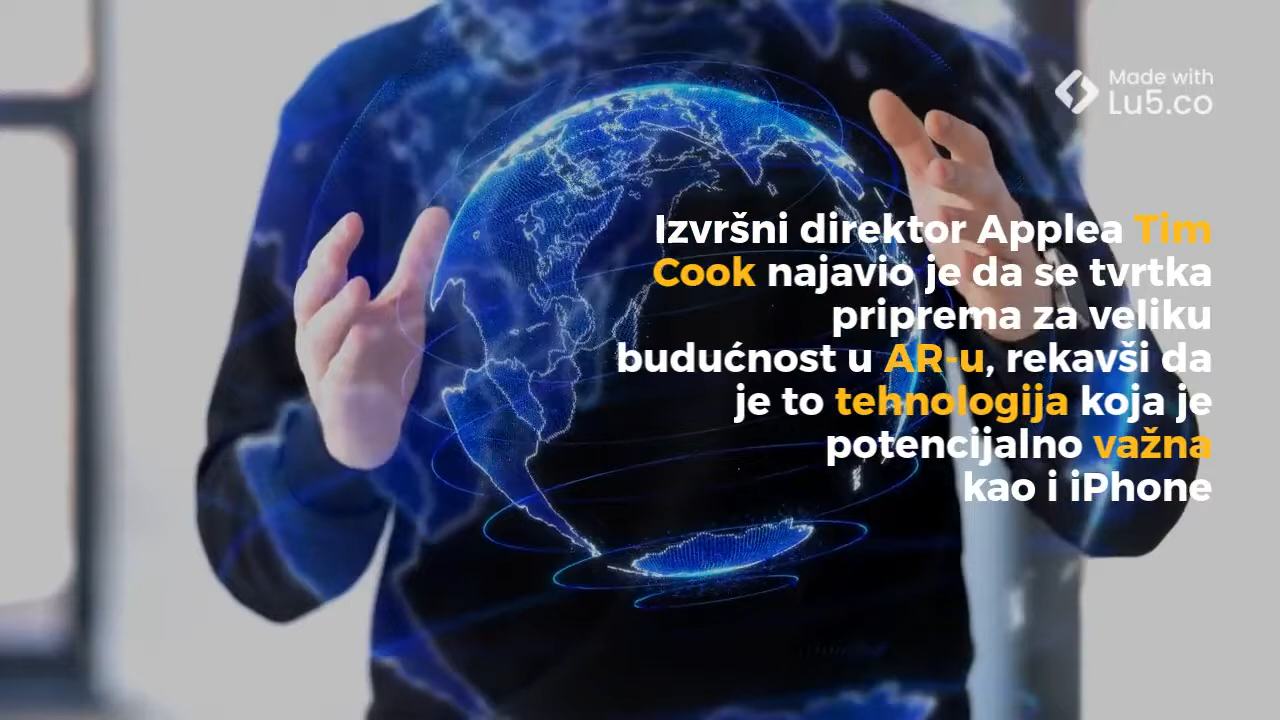 Made with
Lu5.co
Izvršni direktor Applea Tim
Cook najavio je da se tvrtka
priprema za veliku
budućnost u AR-u, rekavši da
je to tehnologija koja je
potencijalno važna
kao i iPhone